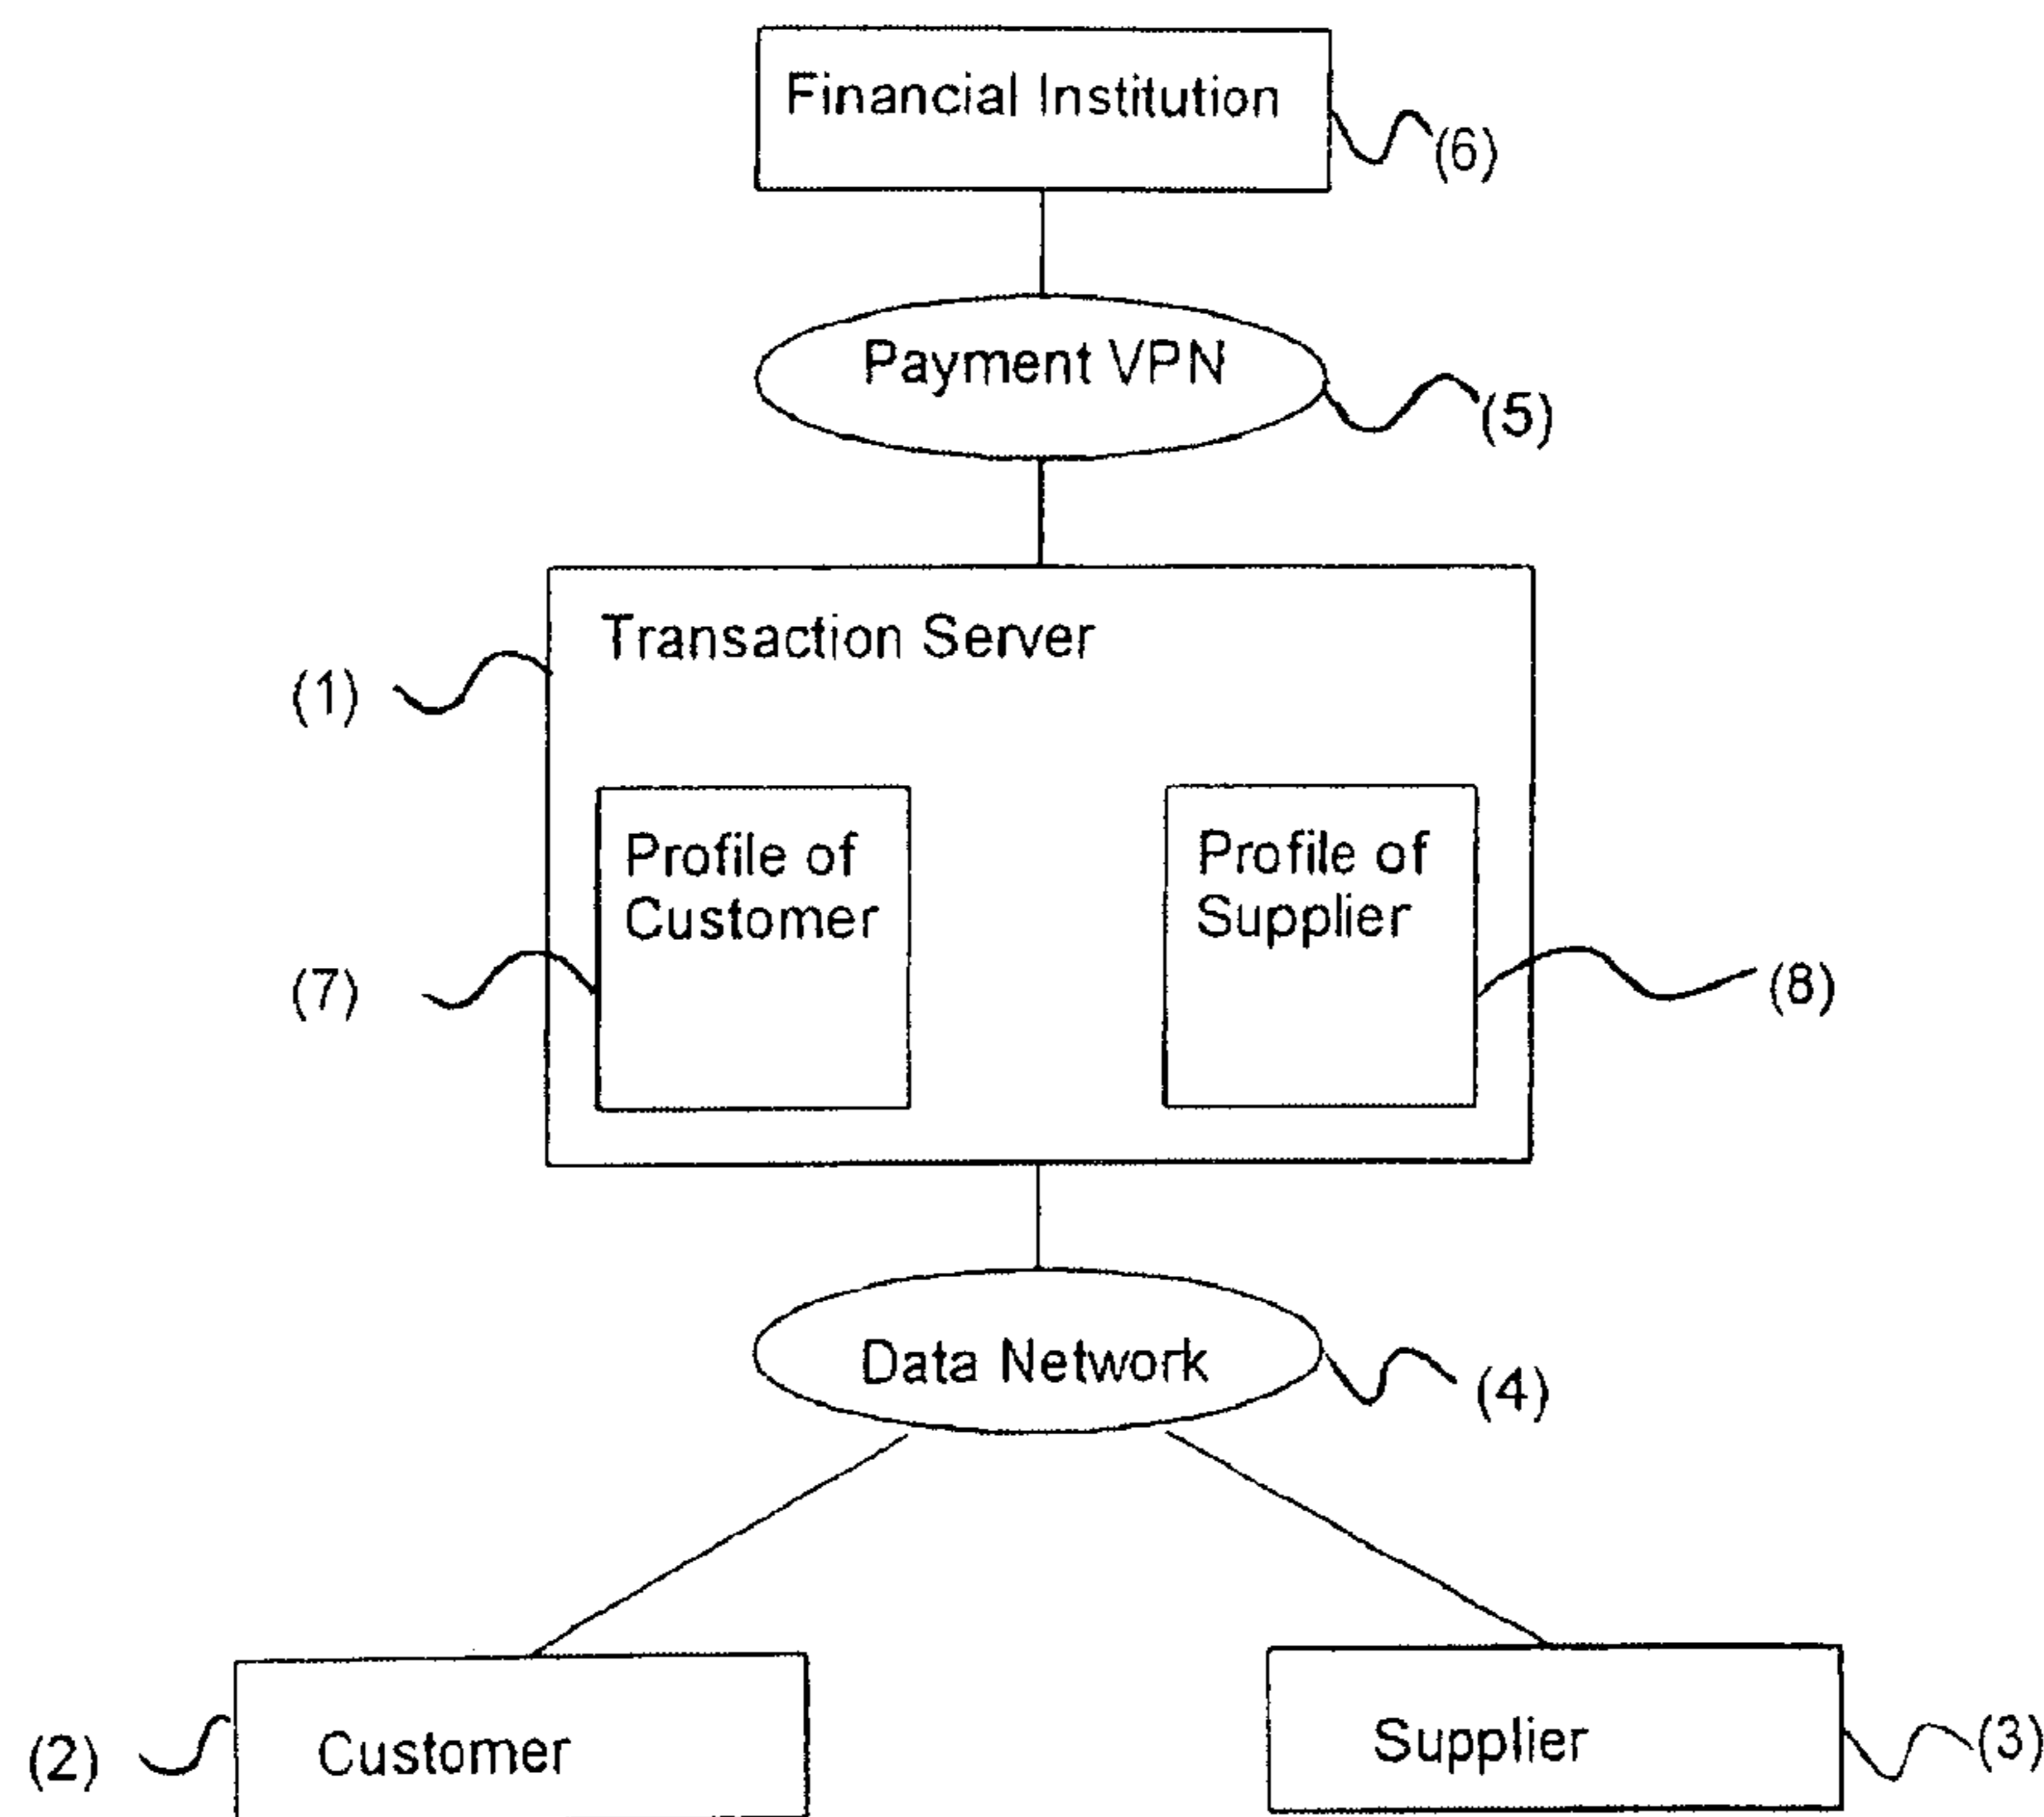 Financial Institution
(6)
Payment VPN
(5)
Transaction Server
(1)
Profile of
Customer
Profile of
Supplier
(7)
(8)
Data Network
(4)
Customer
(2)
Supplier
(3)